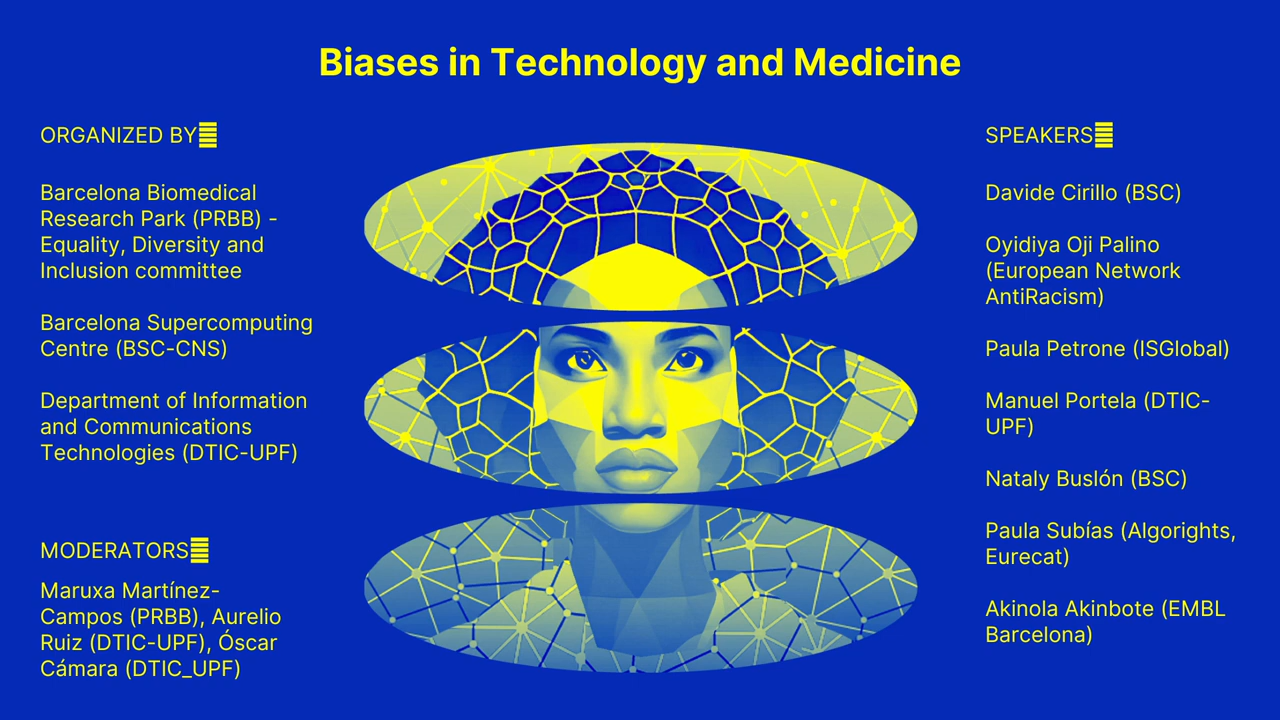 Biases in Technology and Medicine
ORGANIZED BY
Barcelona Biomedical
Research Park (PRBB) -
Equality, Diversity and
Inclusion committee
Barcelona Supercomputing
Centre (BSC-CNS)
Department of Information
and Communications
Technologies (DTIC-UPF)
MODERATORS
Maruxa Martínez-
Campos (PRBB), Aurelio
Ruiz (DTIC-UPF), Óscar
Cámara (DTIC_UPF)
SPEAKERS
Davide Cirillo (BSC)
Oyidiya Oji Palino
(European Network
AntiRacism)
Paula Petrone (ISGlobal)
Manuel Portela (DTIC-
UPF)
Nataly Buslón (BSC)
Paula Subías (Algorights,
Eurecat)
Akinola Akinbote (EMBL
Barcelona)